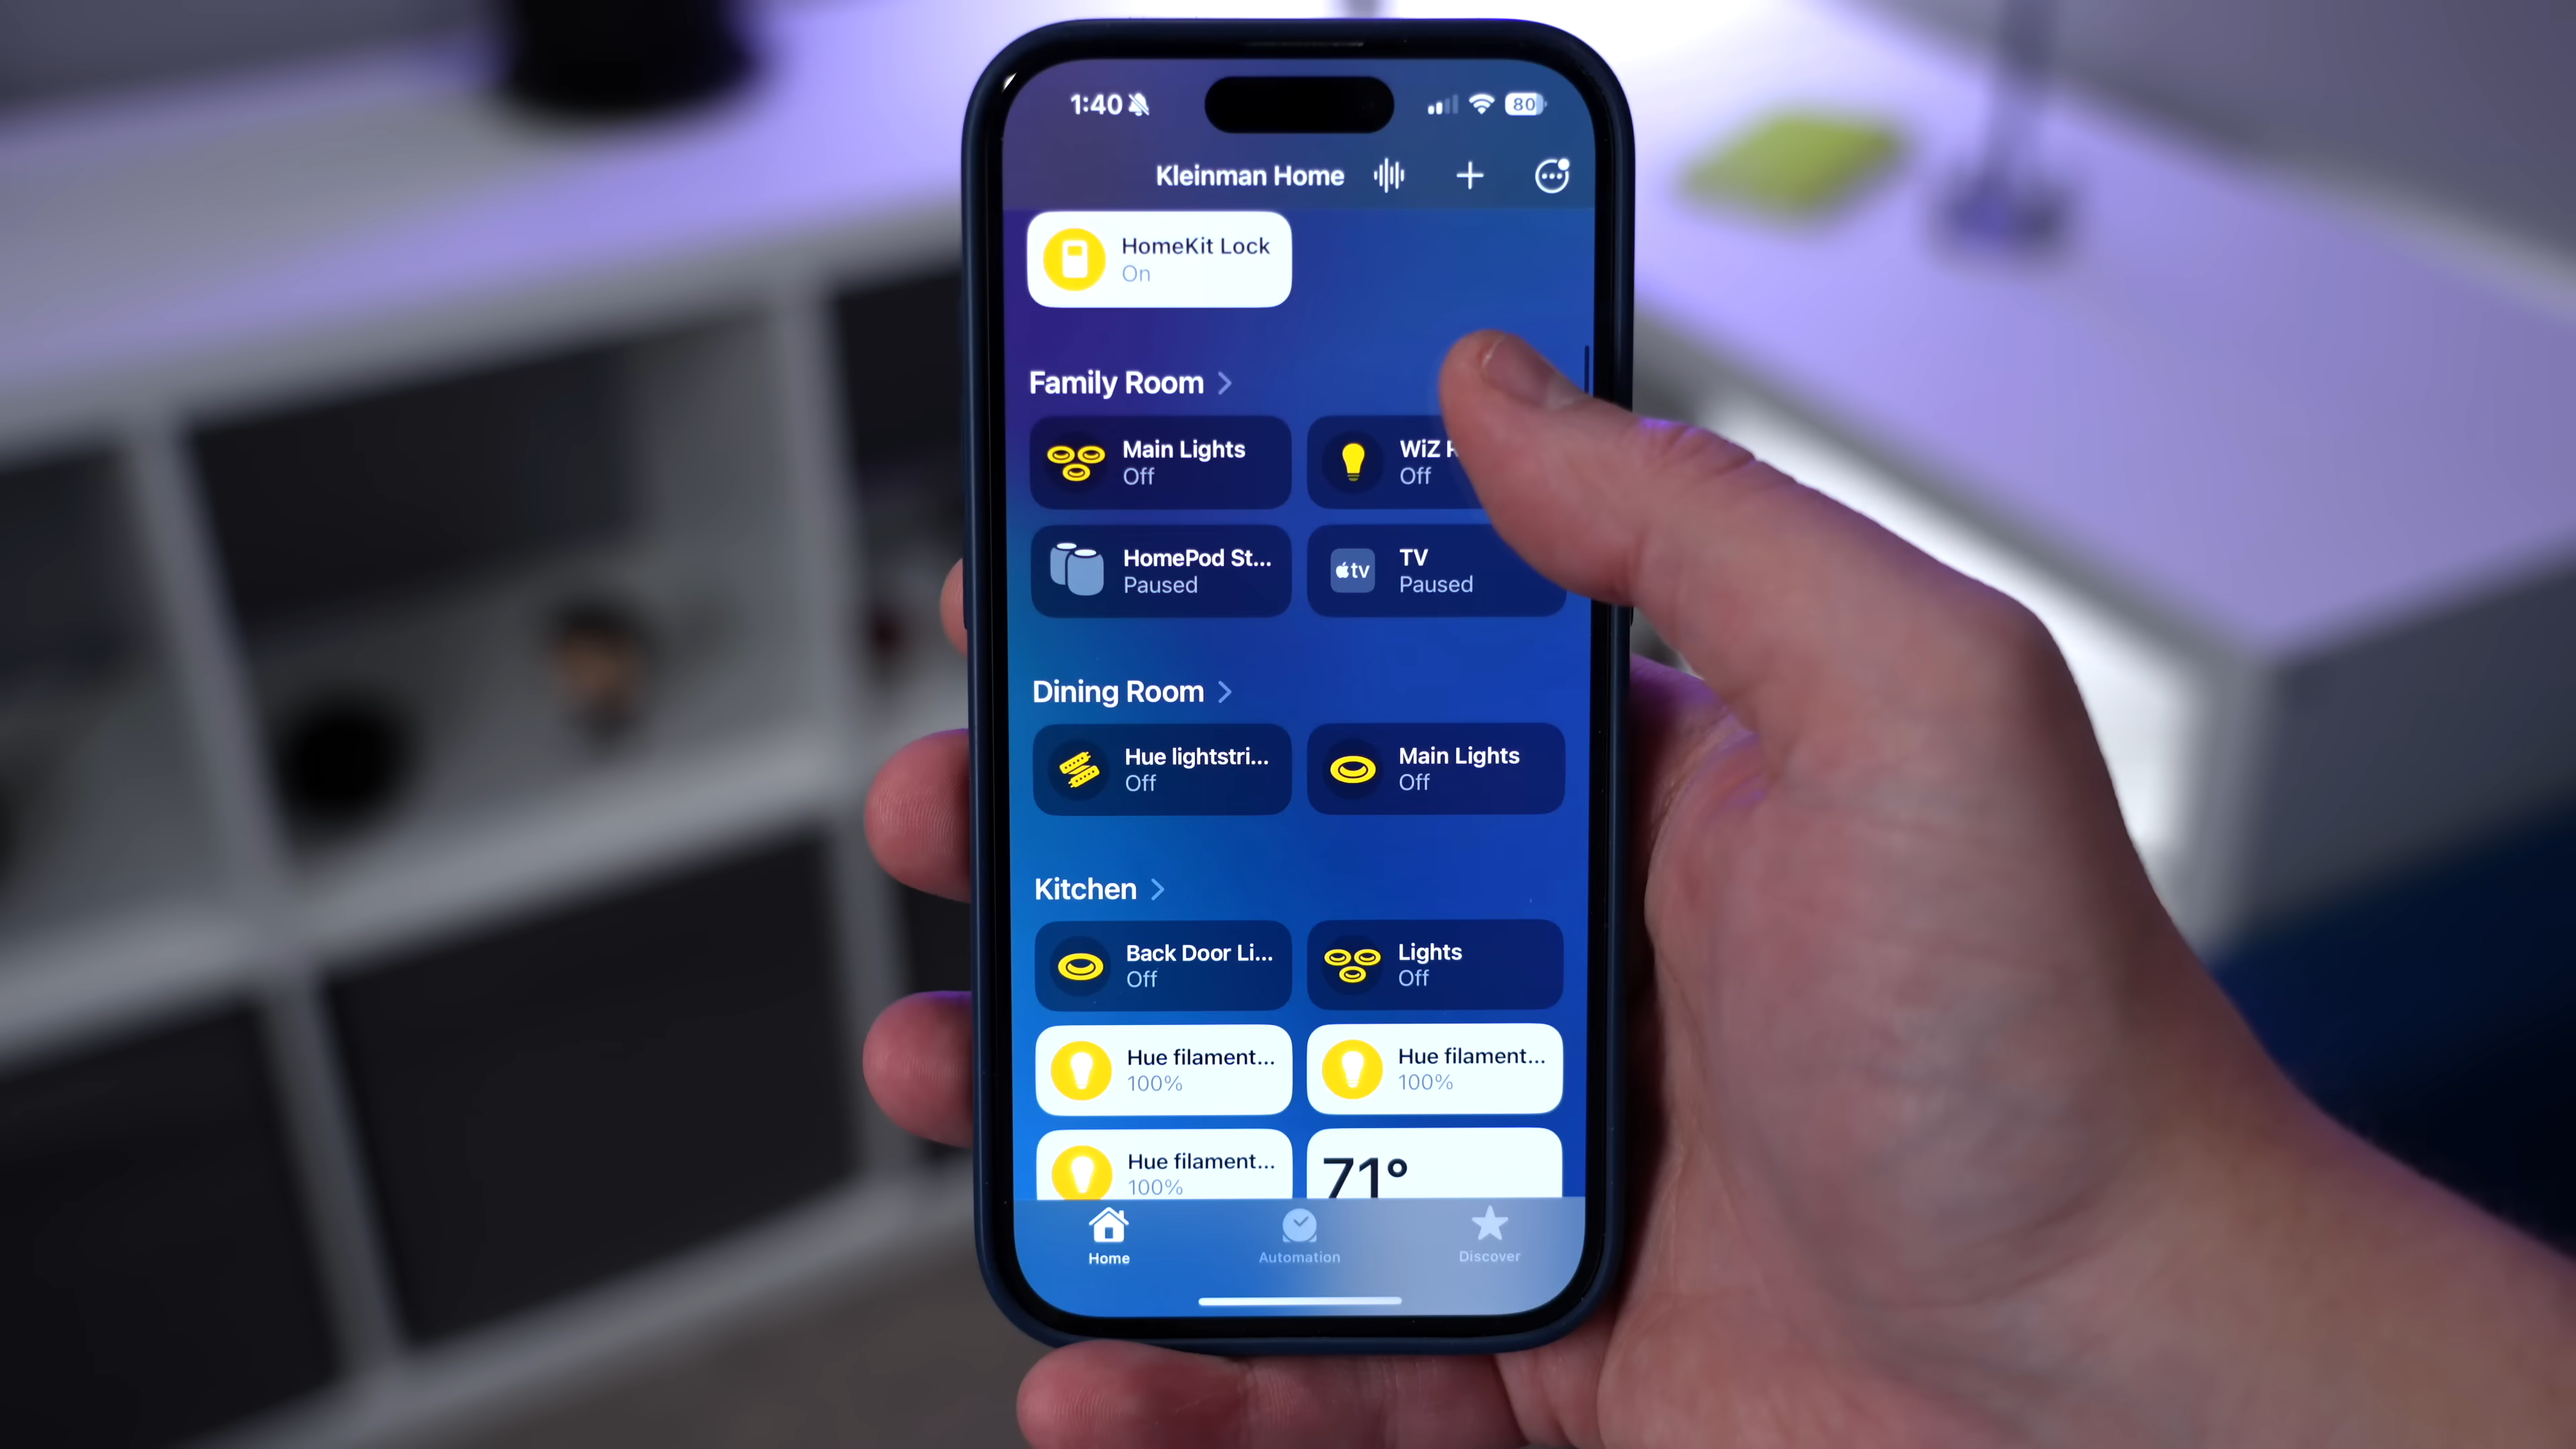 1:40
80
Kleinman Home
HomeKit Lock
On
Family Room
Main Lights
Off
WiZ
Off
HomePod St...
Paused
tv
TV
Paused
Dining Room
Hue lightstri...
Off
Main Lights
Off
Kitchen
Back Door Li...
Off
Lights
Off
Hue filament...
100%
Hue filament...
100%
Hue filament...
100%
71°
Home
Automation
Discover